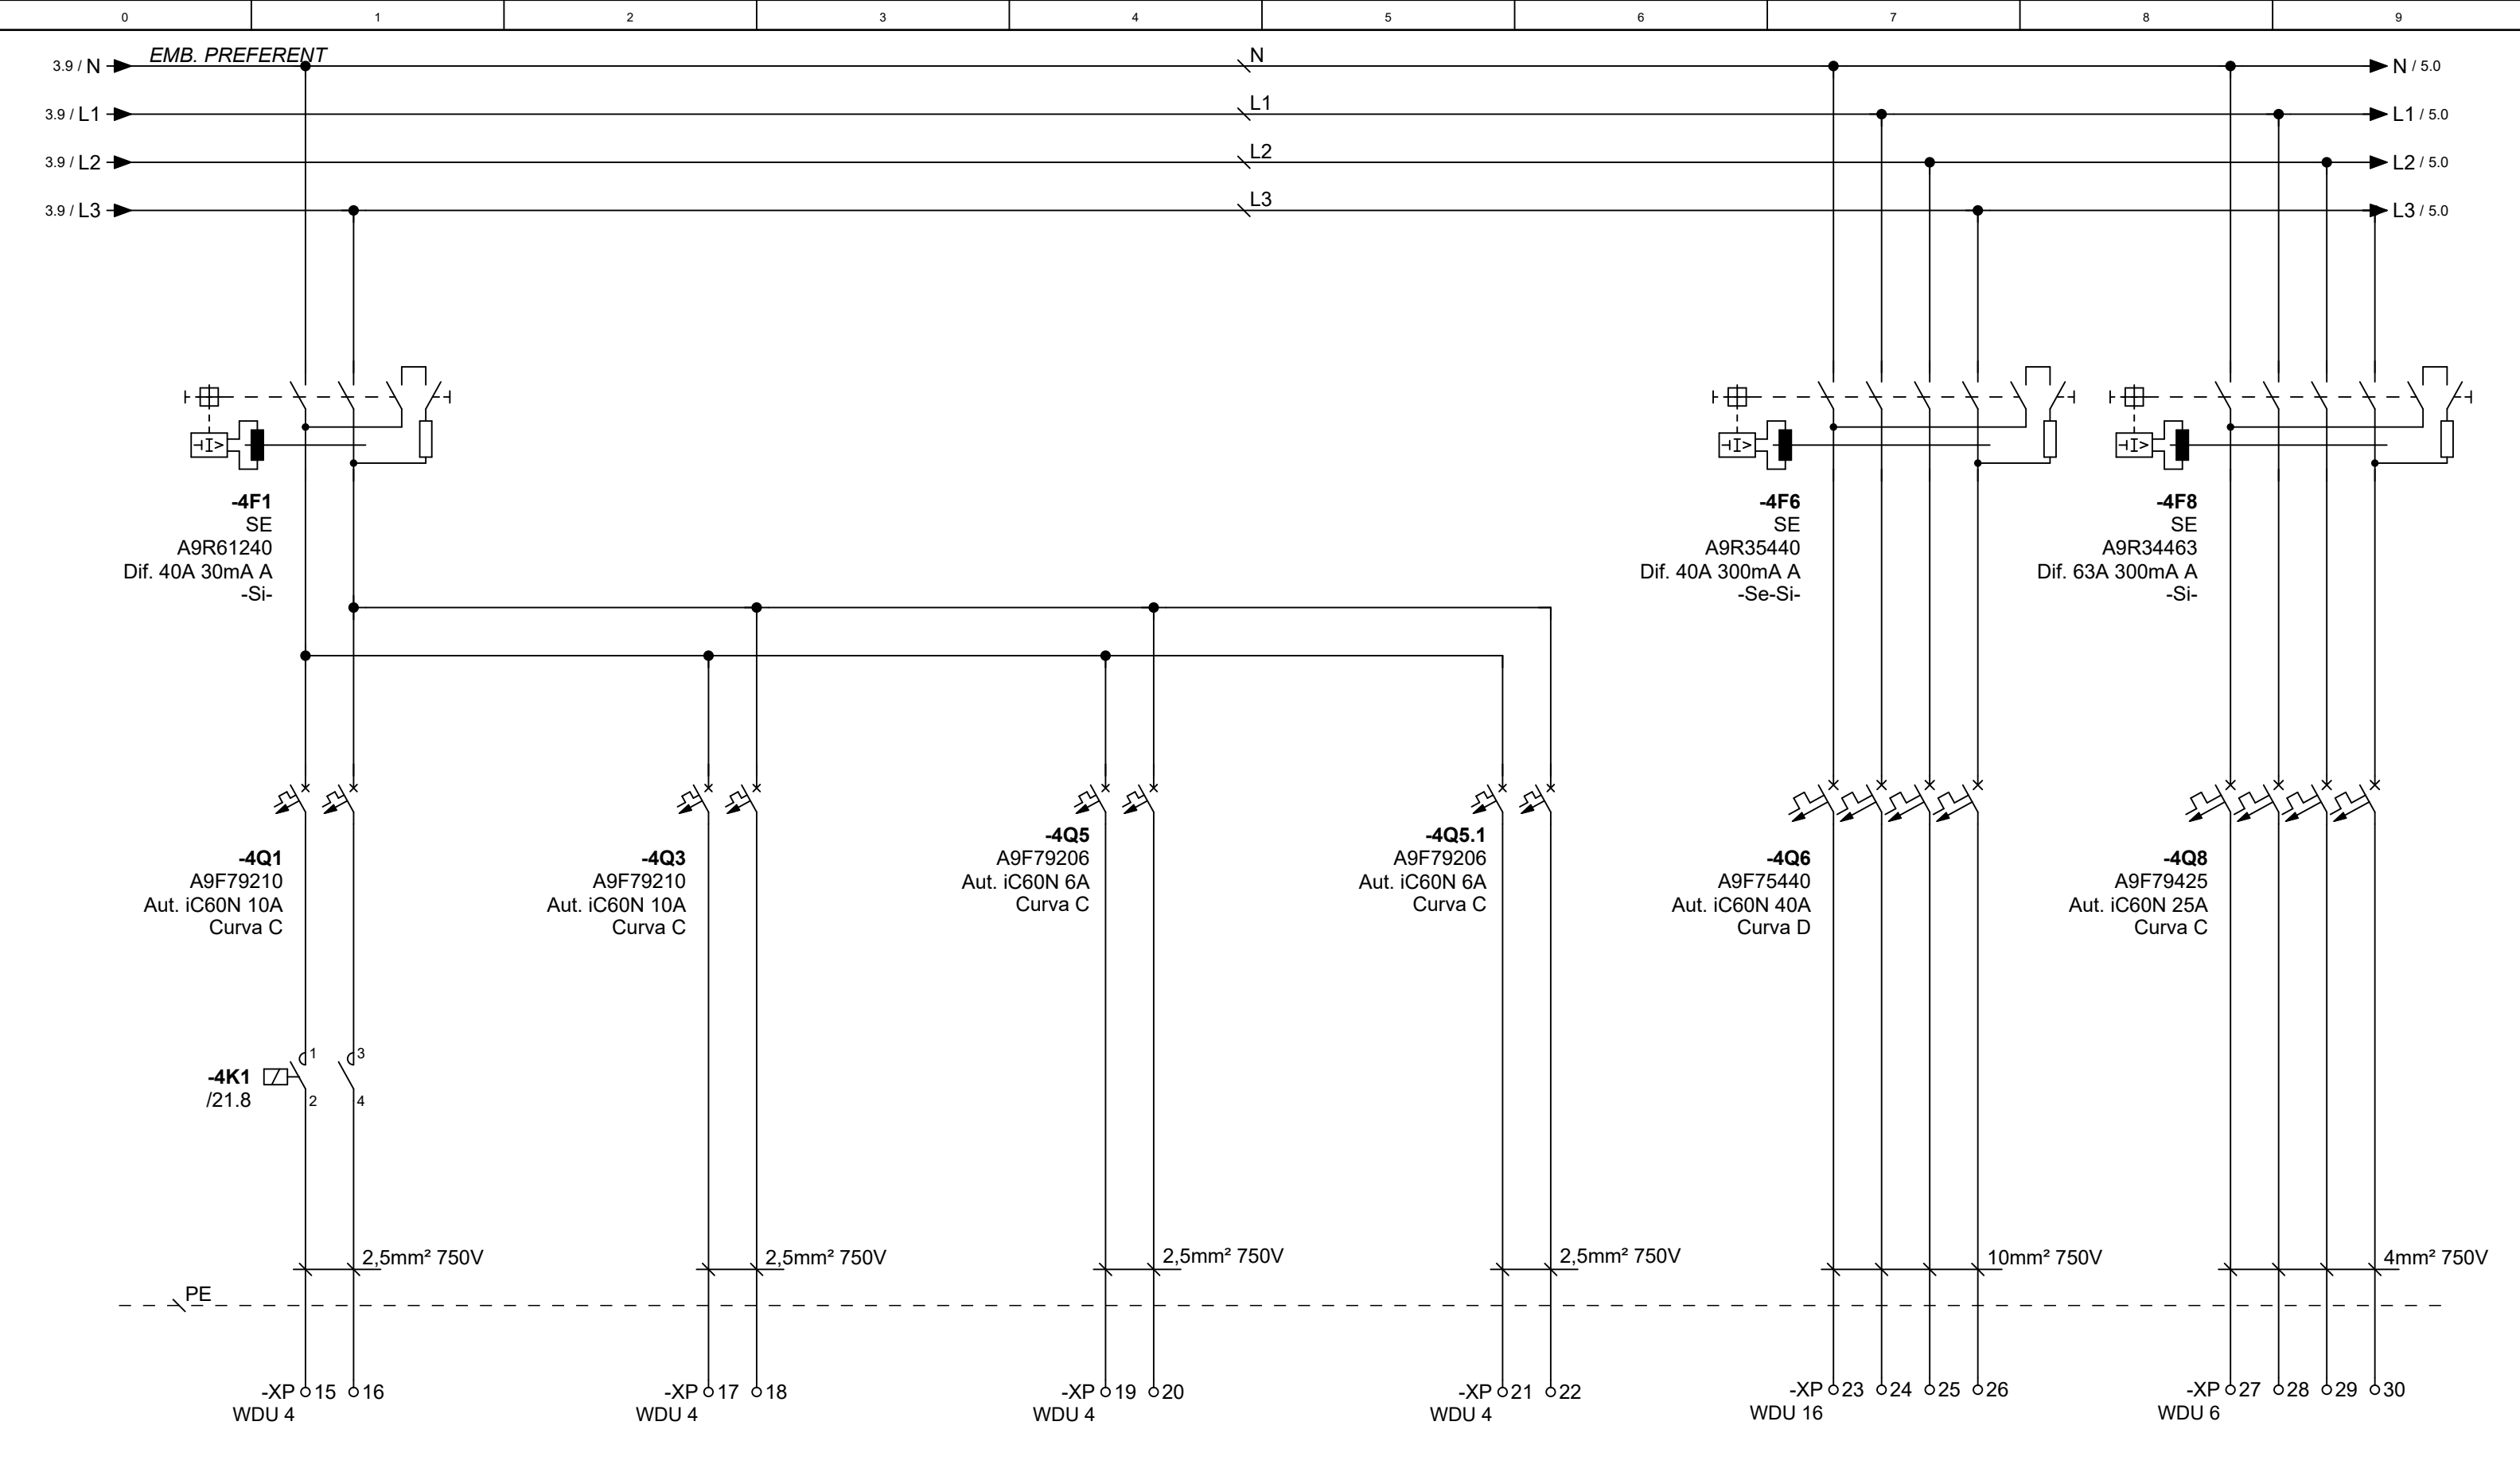 0 1 2 3 4 5 6 7 8 9
EMB. PREFERENT
3.9 / N N N / 5.0
3.9 / L1 L1 L1 / 5.0
3.9 / L2 L2 L2 / 5.0
3.9 / L3 L3 L3 / 5.0
I> I> I>
-4F1
SE
A9R61240
Dif. 40A 30mA A
-Si-
-4F6
SE
A9R35440
Dif. 40A 300mA A
-Se-Si-
-4F8
SE
A9R34463
Dif. 63A 300mA A
-Si-
-4Q1
A9F79210
Aut. iC60N 10A
Curva C
-4Q3
A9F79210
Aut. iC60N 10A
Curva C
-4Q5
A9F79206
Aut. iC60N 6A
Curva C
-4Q5.1
A9F79206
Aut. iC60N 6A
Curva C
-4Q6
A9F75440
Aut. iC60N 40A
Curva D
-4Q8
A9F79425
Aut. iC60N 25A
Curva C
1 3
-4K1
/21.8
2 4
2,5mm² 750V 2,5mm² 750V 2,5mm² 750V 2,5mm² 750V 10mm² 750V 4mm² 750V
PE
-XP 15 16
WDU 4
-XP 17 18
WDU 4
-XP 19 20
WDU 4
-XP 21 22
WDU 4
-XP 23 24 25 26
WDU 16
-XP 27 28 29 30
WDU 6